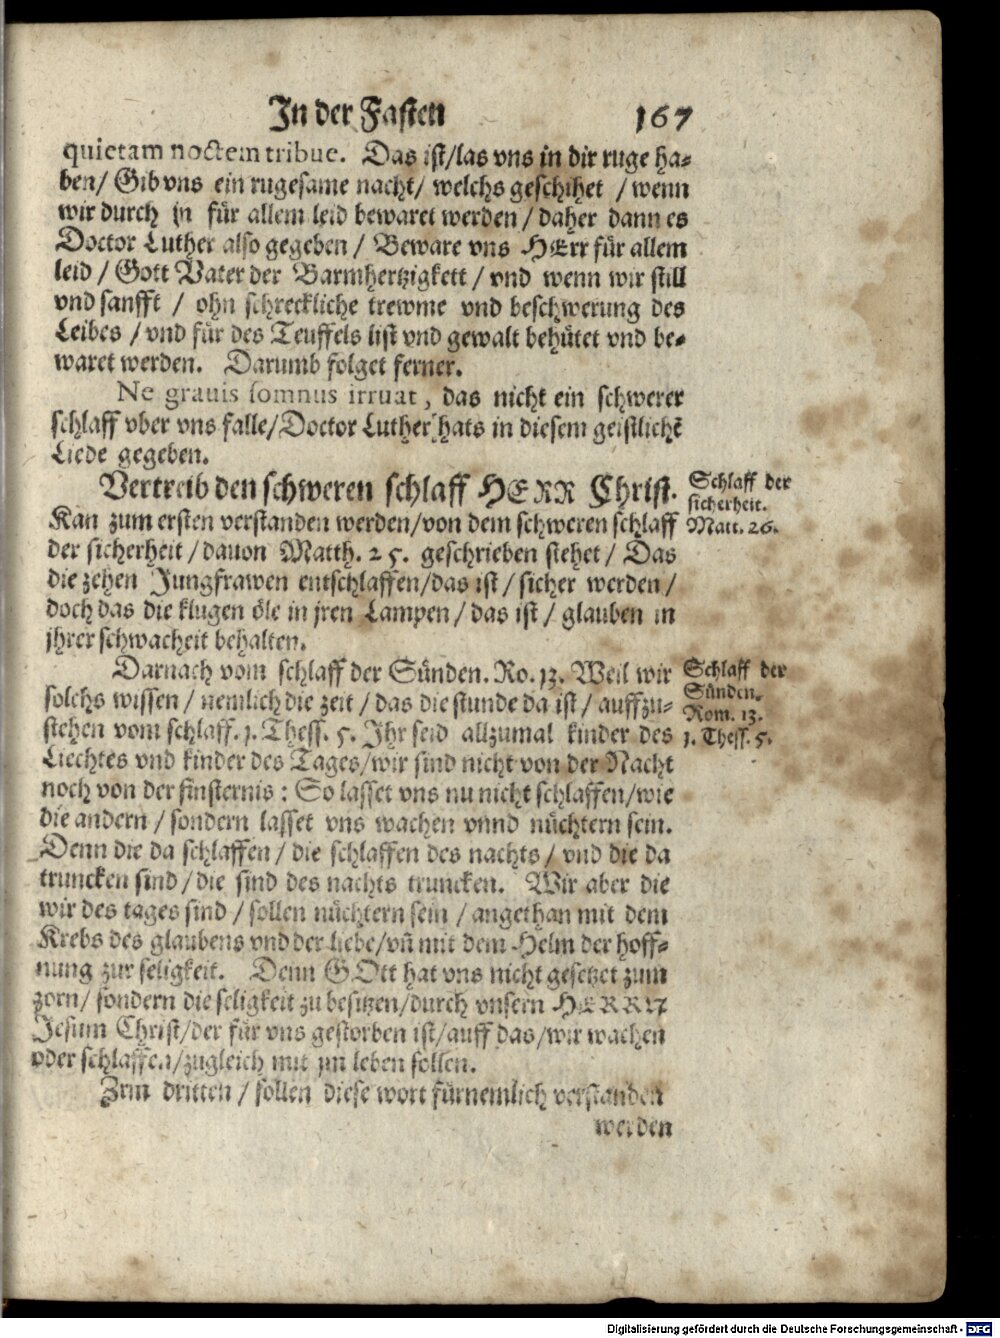 In der Fasten 167
quietam noctem tribue. Das ist/las vns in dir ruge ha-
ben/ Gib vns ein rugesame nacht/ welchs geschihet / wenn
wir durch jn für allem leid bewaret werden / daher dann es
Doctor Luther also gegeben / Beware vns HErr für allem
leid / Gott Vater der Barmhertzigkett / vnd wenn wir still
vnd sanfft / ohn schreckliche trewme vnd beschwerung des
Leibes / vnd für des Teuffels list vnd gewalt behütet vnd be-
waret werden. Darumb folget ferner.
Ne grauis somnus irruat, das nicht ein schwerer
schlaff vber vns falle/Doctor Luther hats in diesem geistlichē
Liede gegeben.
Vertreib den schweren schlaff HERR Christ.
Schlaff der
sicherheit.
Matt. 26.
Kan zum ersten verstanden werden/von dem schweren schlaff
der sicherheit / dauon Matth. 25. geschrieben stehet / Das
die zehen Jungfrawen entschlaffen/das ist / sicher werden /
doch das die klugen öle in jren Lampen / das ist / glauben in
jhrer schwacheit behalten.
Darnach vom schlaff der Sünden. Ro. 13. Weil wir
Schlaff der
Sünden.
Rom. 13.
1. Thess. 5.
solchs wissen / nemlich die zeit / das die stunde da ist / auffzu-
stehen vom schlaff. 1. Thess. 5. Ihr seid allzumal kinder des
Liechtes vnd kinder des Tages/wir sind nicht von der Nacht
noch von der finsternis : So lasset vns nu nicht schlaffen/wie
die andern / sondern lasset vns wachen vnnd nüchtern sein.
Denn die da schlaffen / die schlaffen des nachts / vnd die da
truncken sind / die sind des nachts truncken. Wir aber die
wir des tages sind / sollen nüchtern sein / angethan mit dem
Krebs des glaubens vnd der liebe/vñ mit dem Helm der hoff-
nung zur seligkeit. Denn GOtt hat vns nicht gesetzet zum
zorn/ sondern die seligkeit zu besitzen/durch vnsern HERRN
Jesum Christ/der für vns gestorben ist/auff das/wir wachen
oder schlaffen/zugleich mit jm leben sollen.
Zum dritten / sollen diese wort fürnemlich verstanden
werden
Digitalisierung gefördert durch die Deutsche Forschungsgemeinschaft - DFG